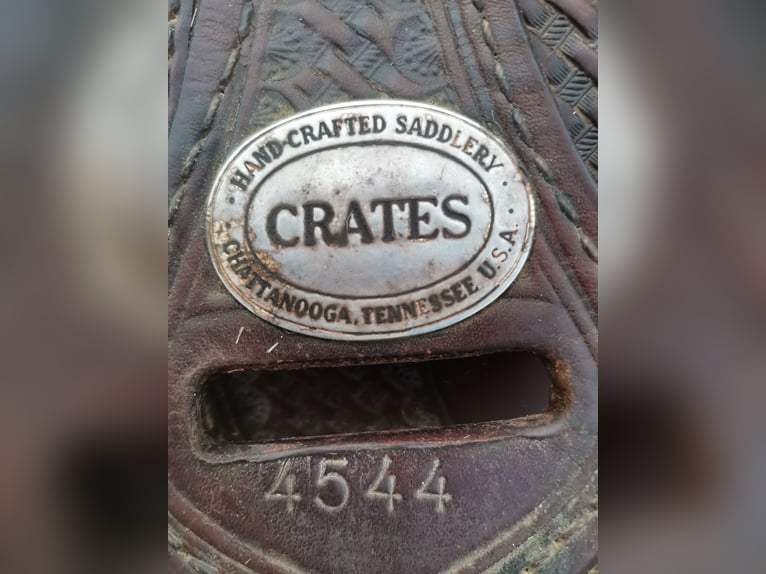 HAND-CRAFTED SADDLERY
CRATES
CHATTANOOGA, TENNESSEE U.S.A.
4544